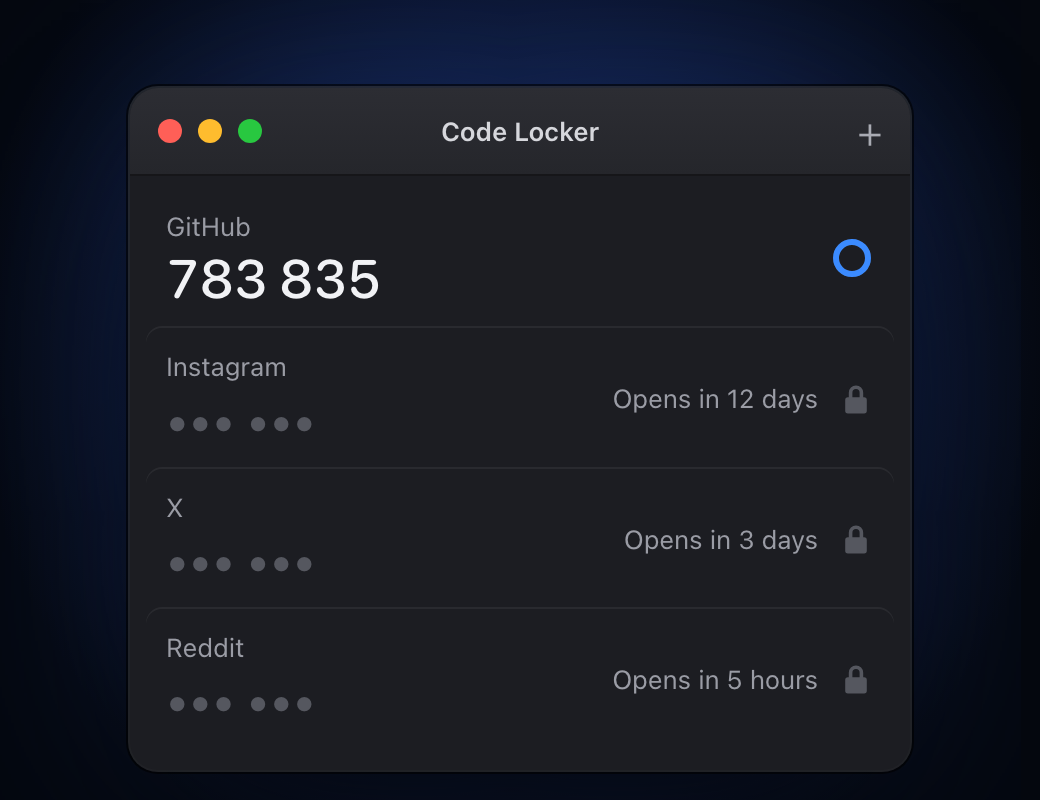 Code Locker
GitHub
783 835
Instagram
●●● ●●●
Opens in 12 days
X
●●● ●●●
Opens in 3 days
Reddit
●●● ●●●
Opens in 5 hours